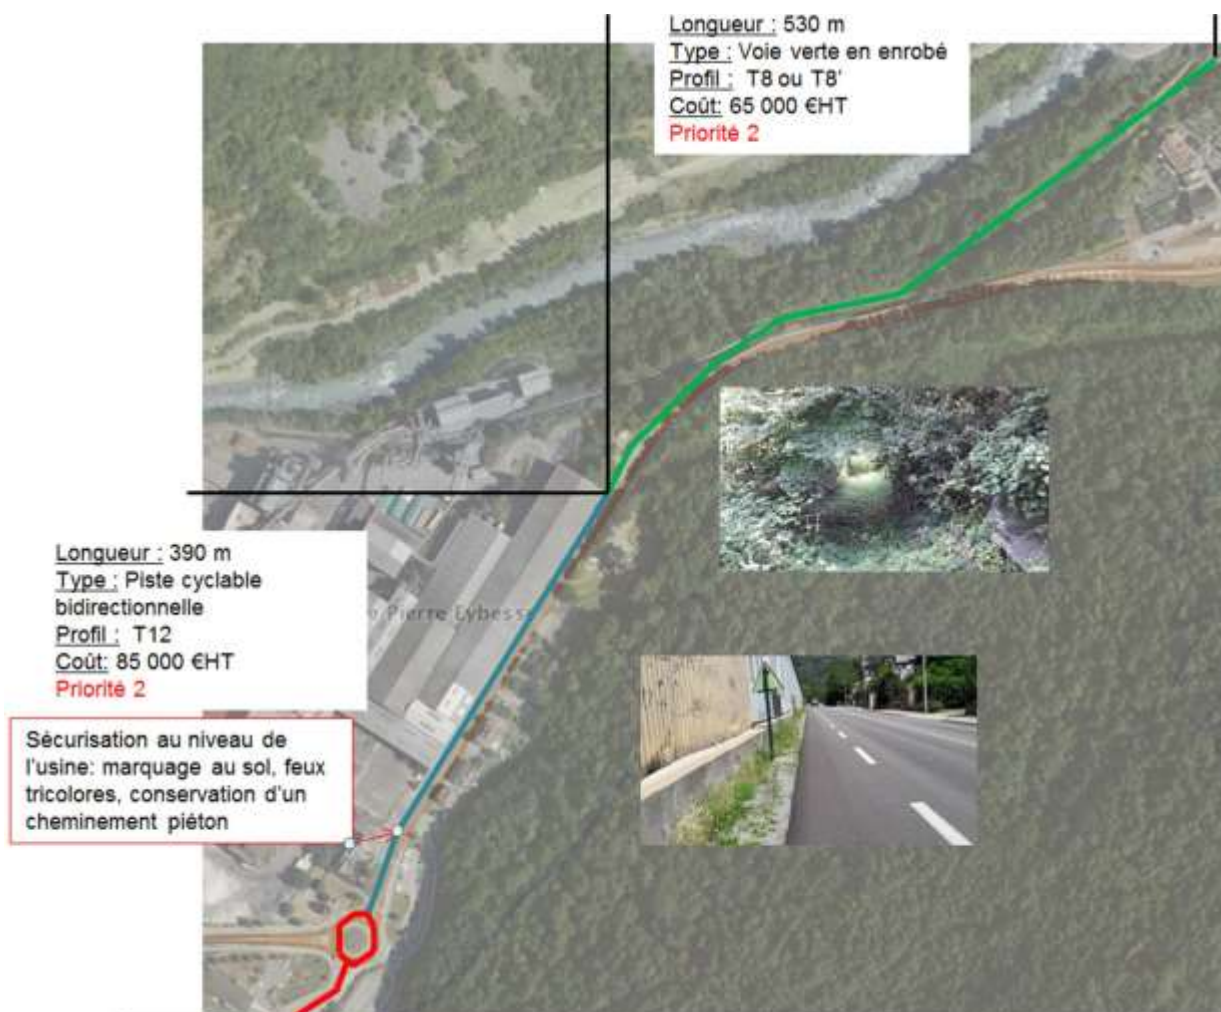 Longueur : 530 m
Type : Voie verte en enrobé
Profil : T8 ou T8'
Coût: 65 000 €HT
Priorité 2
Longueur : 390 m
Type : Piste cyclable
bidirectionnelle
Profil : T12
Coût: 85 000 €HT
Priorité 2
Pierre Eybesse
Sécurisation au niveau de
l'usine: marquage au sol, feux
tricolores, conservation d'un
cheminement piéton